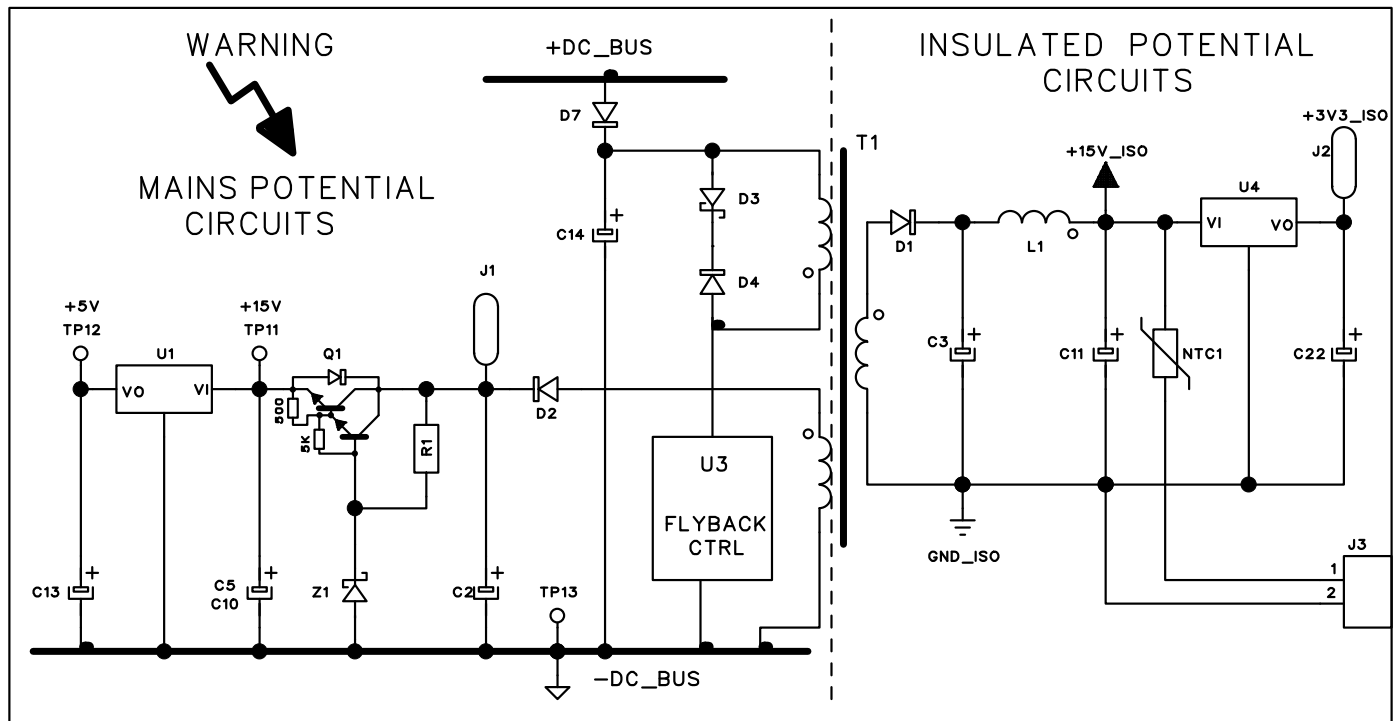 WARNING
MAINS POTENTIAL
CIRCUITS
+DC_BUS
INSULATED POTENTIAL
CIRCUITS
D7
C14
+
D3
D4
T1
+15V_ISO
+3V3_ISO
J2
U4
VI
VO
D1
L1
C3
+
C11
+
NTC1
C22
+
GND_ISO
J3
1
2
J1
+5V
TP12
+15V
TP11
U1
VO
VI
Q1
500
5K
R1
D2
U3
FLYBACK
CTRL
C13
+
C5
C10
+
Z1
C2
+
TP13
-DC_BUS